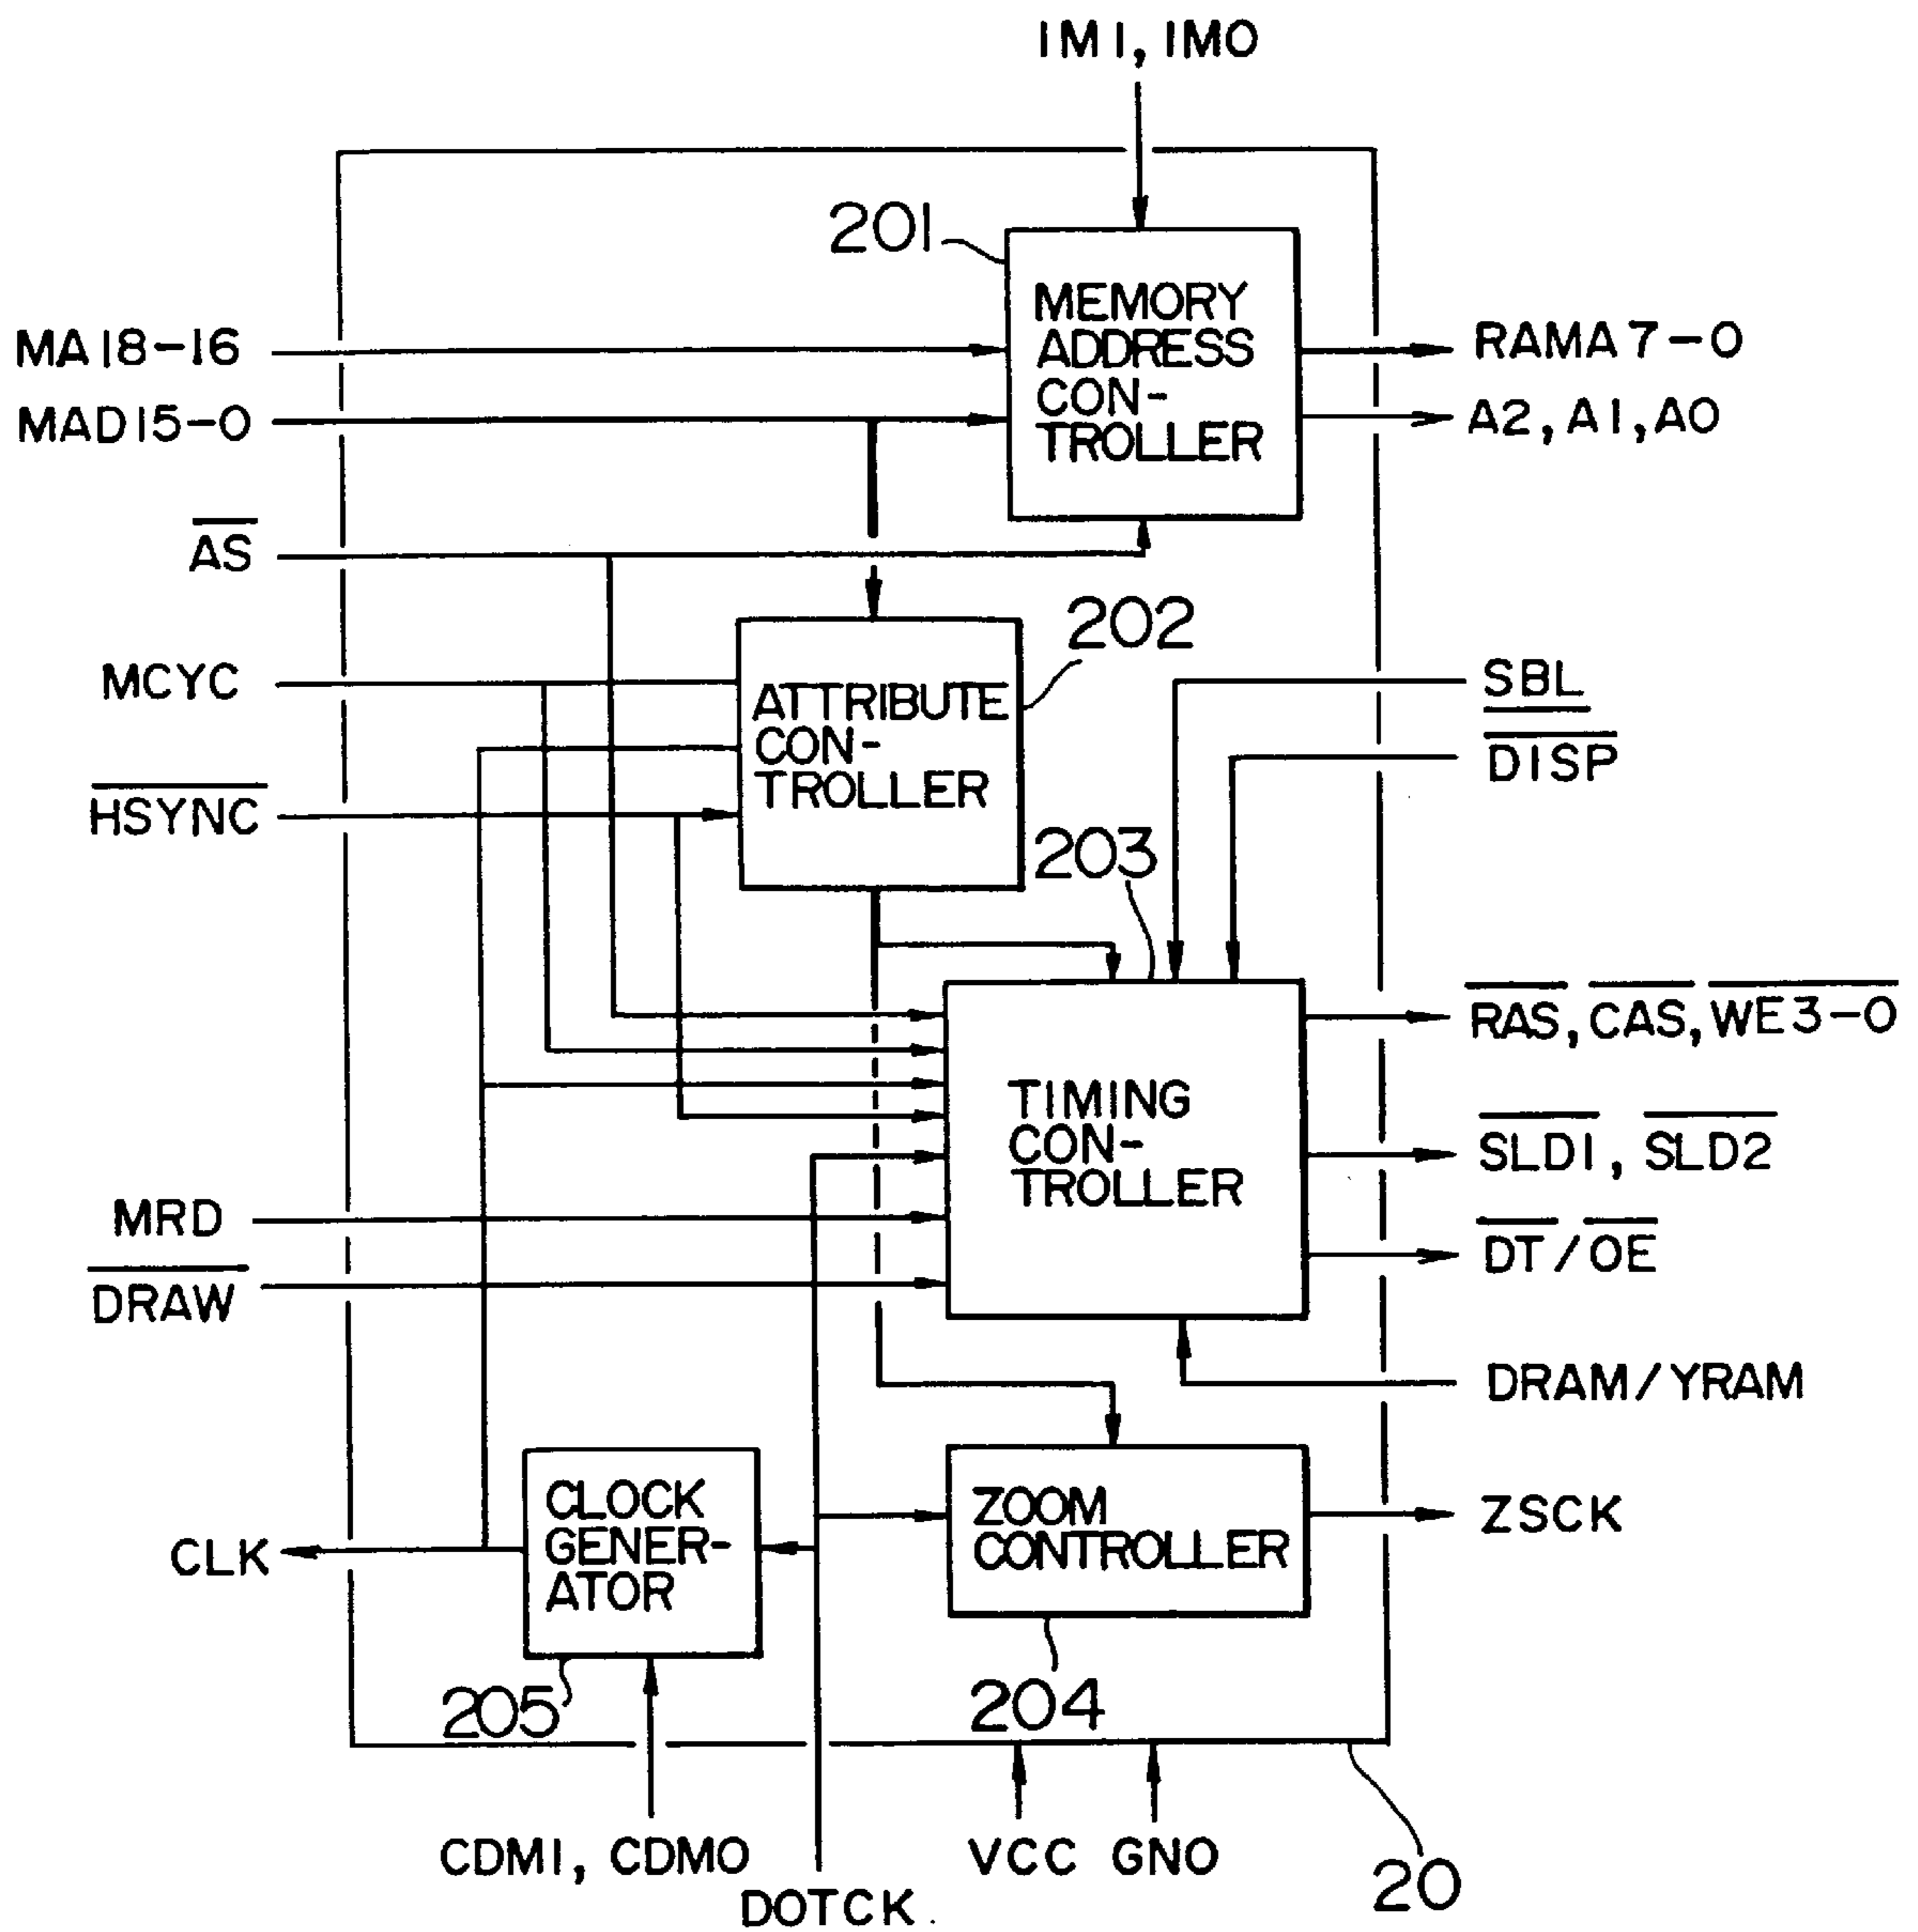 IM1, IM0
201
MEMORY
ADDRESS
CON-
TROLLER
MA18-16
RAMA7-0
MAD15-0
A2, A1, A0
AS
202
MCYC
ATTRIBUTE
CON-
TROLLER
SBL
DISP
HSYNC
203
RAS, CAS, WE3-0
TIMING
CON-
TROLLER
SLD1, SLD2
MRD
DT/OE
DRAW
DRAM/YRAM
CLOCK
GENER-
ATOR
ZOOM
CONTROLLER
ZSCK
CLK
205
204
CDM1, CDM0
VCC GNO
20
DOTCK.